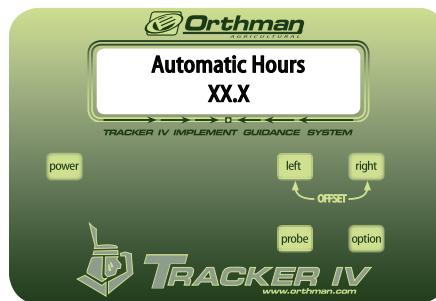 Orthman
AGRICULTURAL
Automatic Hours
XX.X
TRACKER IV IMPLEMENT GUIDANCE SYSTEM
power
left
right
OFFSET
probe
option
TRACKER IV
www.orthman.com